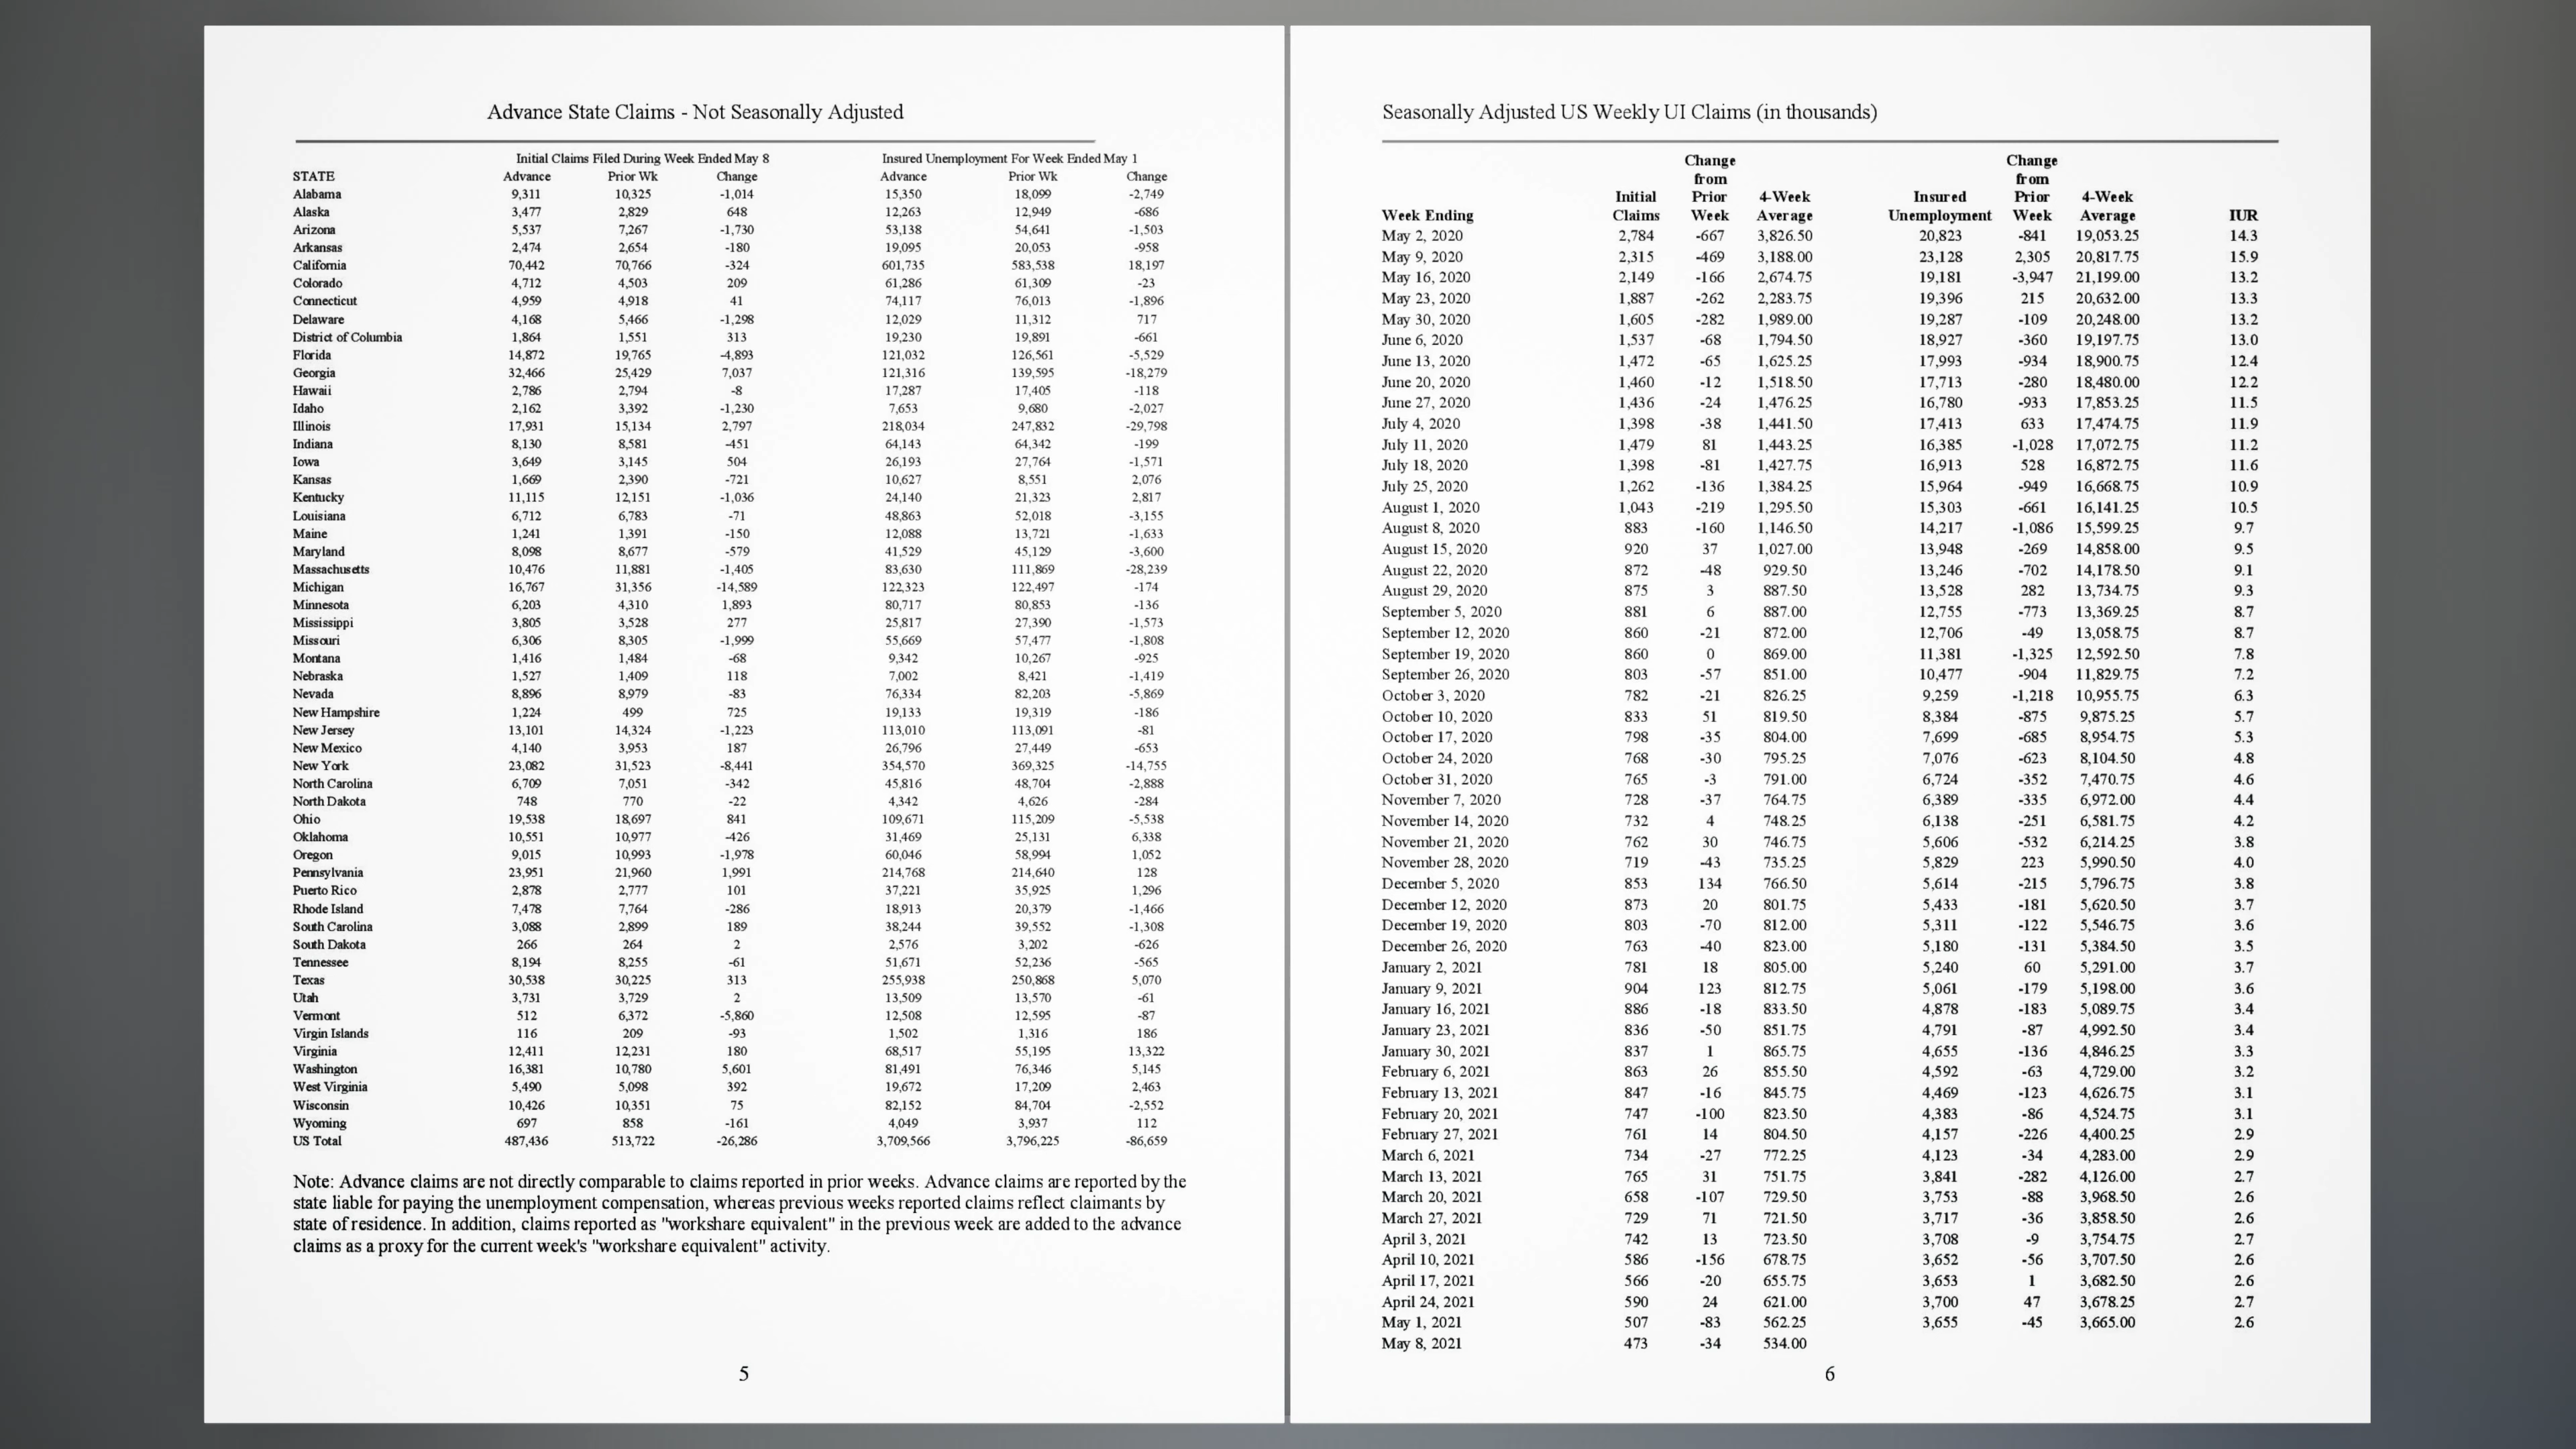 Advance State Claims - Not Seasonally Adjusted
Initial Claims Filed During Week Ended May 8 Insured Unemployment For Week Ended May 1
STATE Advance Prior Wk Change Advance Prior Wk Change
Alabama 9,311 10,325 -1,014 15,350 18,099 -2,749
Alaska 3,477 2,829 648 12,263 12,949 -686
Arizona 5,537 7,267 -1,730 53,138 54,641 -1,503
Arkansas 2,474 2,654 -180 19,095 20,053 -958
California 70,442 70,766 -324 601,735 583,538 18,197
Colorado 4,712 4,503 209 61,286 61,309 -23
Connecticut 4,959 4,918 41 74,117 76,013 -1,896
Delaware 4,168 5,466 -1,298 12,029 11,312 717
District of Columbia 1,864 1,551 313 19,230 19,891 -661
Florida 14,872 19,765 -4,893 121,032 126,561 -5,529
Georgia 32,466 25,429 7,037 121,316 139,595 -18,279
Hawaii 2,786 2,794 -8 17,287 17,405 -118
Idaho 2,162 3,392 -1,230 7,653 9,680 -2,027
Illinois 17,931 15,134 2,797 218,034 247,832 -29,798
Indiana 8,130 8,581 -451 64,143 64,342 -199
Iowa 3,649 3,145 504 26,193 27,764 -1,571
Kansas 1,669 2,390 -721 10,627 8,551 2,076
Kentucky 11,115 12,151 -1,036 24,140 21,323 2,817
Louisiana 6,712 6,783 -71 48,863 52,018 -3,155
Maine 1,241 1,391 -150 12,088 13,721 -1,633
Maryland 8,098 8,677 -579 41,529 45,129 -3,600
Massachusetts 10,476 11,881 -1,405 83,630 111,869 -28,239
Michigan 16,767 31,356 -14,589 122,323 122,497 -174
Minnesota 6,203 4,310 1,893 80,717 80,853 -136
Mississippi 3,805 3,528 277 25,817 27,390 -1,573
Missouri 6,306 8,305 -1,999 55,669 57,477 -1,808
Montana 1,416 1,484 -68 9,342 10,267 -925
Nebraska 1,527 1,409 118 7,002 8,421 -1,419
Nevada 8,896 8,979 -83 76,334 82,203 -5,869
New Hampshire 1,224 499 725 19,133 19,319 -186
New Jersey 13,101 14,324 -1,223 113,010 113,091 -81
New Mexico 4,140 3,953 187 26,796 27,449 -653
New York 23,082 31,523 -8,441 354,570 369,325 -14,755
North Carolina 6,709 7,051 -342 45,816 48,704 -2,888
North Dakota 748 770 -22 4,342 4,626 -284
Ohio 19,538 18,697 841 109,671 115,209 -5,538
Oklahoma 10,551 10,977 -426 31,469 25,131 6,338
Oregon 9,015 10,993 -1,978 60,046 58,994 1,052
Pennsylvania 23,951 21,960 1,991 214,768 214,640 128
Puerto Rico 2,878 2,777 101 37,221 35,925 1,296
Rhode Island 7,478 7,764 -286 18,913 20,379 -1,466
South Carolina 3,088 2,899 189 38,244 39,552 -1,308
South Dakota 266 264 2 2,576 3,202 -626
Tennessee 8,194 8,255 -61 51,671 52,236 -565
Texas 30,538 30,225 313 255,938 250,868 5,070
Utah 3,731 3,729 2 13,509 13,570 -61
Vermont 512 6,372 -5,860 12,508 12,595 -87
Virgin Islands 116 209 -93 1,502 1,316 186
Virginia 12,411 12,231 180 68,517 55,195 13,322
Washington 16,381 10,780 5,601 81,491 76,346 5,145
West Virginia 5,490 5,098 392 19,672 17,209 2,463
Wisconsin 10,426 10,351 75 82,152 84,704 -2,552
Wyoming 697 858 -161 4,049 3,937 112
US Total 487,436 513,722 -26,286 3,709,566 3,796,225 -86,659
Note: Advance claims are not directly comparable to claims reported in prior weeks. Advance claims are reported by the
state liable for paying the unemployment compensation, whereas previous weeks reported claims reflect claimants by
state of residence. In addition, claims reported as "workshare equivalent" in the previous week are added to the advance
claims as a proxy for the current week's "workshare equivalent" activity.
5
Seasonally Adjusted US Weekly UI Claims (in thousands)
Change Change
from from
Initial Prior 4-Week Insured Prior 4-Week
Week Ending Claims Week Average Unemployment Week Average IUR
May 2, 2020 2,784 -667 3,826.50 20,823 -841 19,053.25 14.3
May 9, 2020 2,315 -469 3,188.00 23,128 2,305 20,817.75 15.9
May 16, 2020 2,149 -166 2,674.75 19,181 -3,947 21,199.00 13.2
May 23, 2020 1,887 -262 2,283.75 19,396 215 20,632.00 13.3
May 30, 2020 1,605 -282 1,989.00 19,287 -109 20,248.00 13.2
June 6, 2020 1,537 -68 1,794.50 18,927 -360 19,197.75 13.0
June 13, 2020 1,472 -65 1,625.25 17,993 -934 18,900.75 12.4
June 20, 2020 1,460 -12 1,518.50 17,713 -280 18,480.00 12.2
June 27, 2020 1,436 -24 1,476.25 16,780 -933 17,853.25 11.5
July 4, 2020 1,398 -38 1,441.50 17,413 633 17,474.75 11.9
July 11, 2020 1,479 81 1,443.25 16,385 -1,028 17,072.75 11.2
July 18, 2020 1,398 -81 1,427.75 16,913 528 16,872.75 11.6
July 25, 2020 1,262 -136 1,384.25 15,964 -949 16,668.75 10.9
August 1, 2020 1,043 -219 1,295.50 15,303 -661 16,141.25 10.5
August 8, 2020 883 -160 1,146.50 14,217 -1,086 15,599.25 9.7
August 15, 2020 920 37 1,027.00 13,948 -269 14,858.00 9.5
August 22, 2020 872 -48 929.50 13,246 -702 14,178.50 9.1
August 29, 2020 875 3 887.50 13,528 282 13,734.75 9.3
September 5, 2020 881 6 887.00 12,755 -773 13,369.25 8.7
September 12, 2020 860 -21 872.00 12,706 -49 13,058.75 8.7
September 19, 2020 860 0 869.00 11,381 -1,325 12,592.50 7.8
September 26, 2020 803 -57 851.00 10,477 -904 11,829.75 7.2
October 3, 2020 782 -21 826.25 9,259 -1,218 10,955.75 6.3
October 10, 2020 833 51 819.50 8,384 -875 9,875.25 5.7
October 17, 2020 798 -35 804.00 7,699 -685 8,954.75 5.3
October 24, 2020 768 -30 795.25 7,076 -623 8,104.50 4.8
October 31, 2020 765 -3 791.00 6,724 -352 7,470.75 4.6
November 7, 2020 728 -37 764.75 6,389 -335 6,972.00 4.4
November 14, 2020 732 4 748.25 6,138 -251 6,581.75 4.2
November 21, 2020 762 30 746.75 5,606 -532 6,214.25 3.8
November 28, 2020 719 -43 735.25 5,829 223 5,990.50 4.0
December 5, 2020 853 134 766.50 5,614 -215 5,796.75 3.8
December 12, 2020 873 20 801.75 5,433 -181 5,620.50 3.7
December 19, 2020 803 -70 812.00 5,311 -122 5,546.75 3.6
December 26, 2020 763 -40 823.00 5,180 -131 5,384.50 3.5
January 2, 2021 781 18 805.00 5,240 60 5,291.00 3.7
January 9, 2021 904 123 812.75 5,061 -179 5,198.00 3.6
January 16, 2021 886 -18 833.50 4,878 -183 5,089.75 3.4
January 23, 2021 836 -50 851.75 4,791 -87 4,992.50 3.4
January 30, 2021 837 1 865.75 4,655 -136 4,846.25 3.3
February 6, 2021 863 26 855.50 4,592 -63 4,729.00 3.2
February 13, 2021 847 -16 845.75 4,469 -123 4,626.75 3.1
February 20, 2021 747 -100 823.50 4,383 -86 4,524.75 3.1
February 27, 2021 761 14 804.50 4,157 -226 4,400.25 2.9
March 6, 2021 734 -27 772.25 4,123 -34 4,283.00 2.9
March 13, 2021 765 31 751.75 3,841 -282 4,126.00 2.7
March 20, 2021 658 -107 729.50 3,753 -88 3,968.50 2.6
March 27, 2021 729 71 721.50 3,717 -36 3,858.50 2.6
April 3, 2021 742 13 723.50 3,708 -9 3,754.75 2.7
April 10, 2021 586 -156 678.75 3,652 -56 3,707.50 2.6
April 17, 2021 566 -20 655.75 3,653 1 3,682.50 2.6
April 24, 2021 590 24 621.00 3,700 47 3,678.25 2.7
May 1, 2021 507 -83 562.25 3,655 -45 3,665.00 2.6
May 8, 2021 473 -34 534.00
6